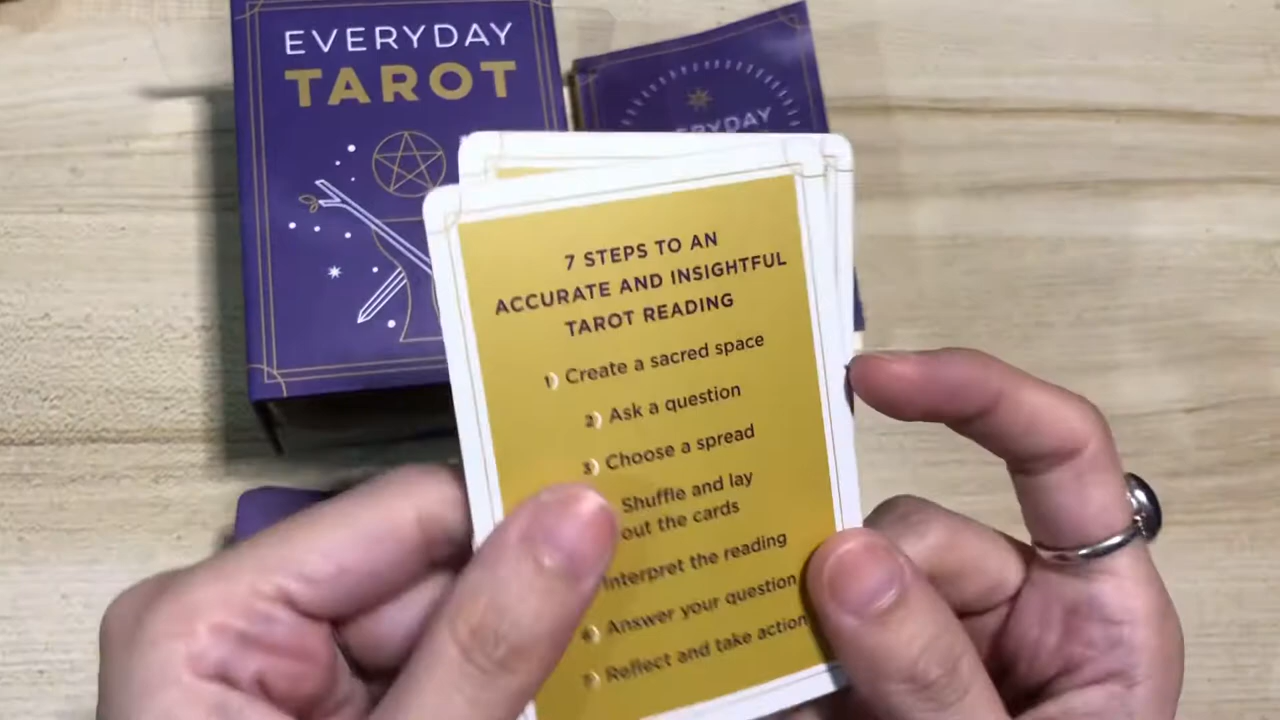 EVERYDAY
TAROT
7 STEPS TO AN
ACCURATE AND INSIGHTFUL
TAROT READING
1) Create a sacred space
2) Ask a question
3) Choose a spread
Shuffle and lay
out the cards
Interpret the reading
6) Answer your question
7) Reflect and take action